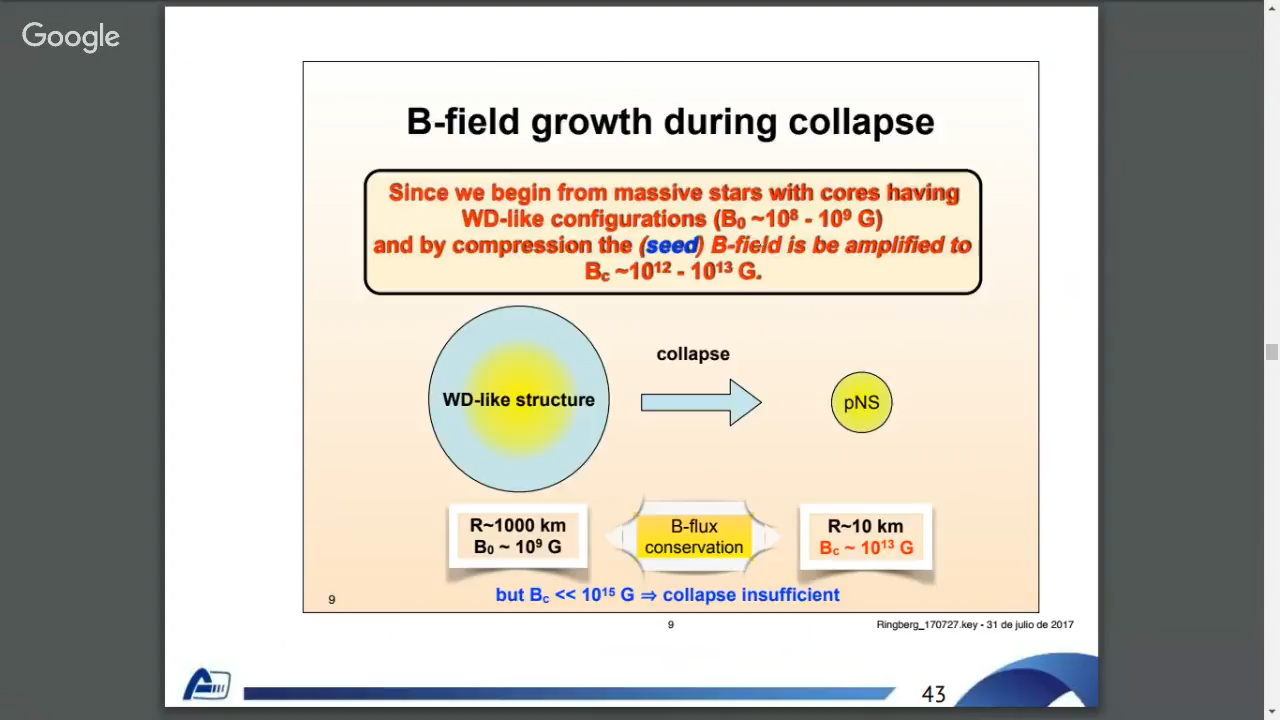 Google
B-field growth during collapse
Since we begin from massive stars with cores having
WD-like configurations (B₀ ~10⁸ - 10⁹ G)
and by compression the (seed) B-field is be amplified to
Bc ~10¹² - 10¹³ G.
collapse
WD-like structure
pNS
R~1000 km
B₀ ~ 10⁹ G
B-flux
conservation
R~10 km
Bc ~ 10¹³ G
but Bc << 10¹⁵ G ⇒ collapse insufficient
9
9
Ringberg_170727.key - 31 de julio de 2017
43